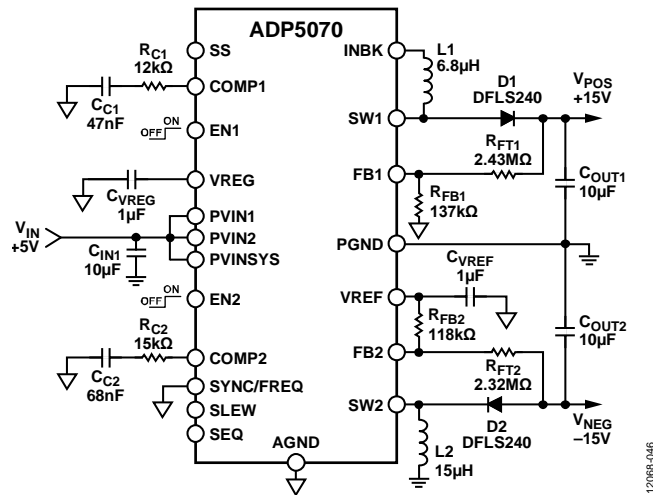 ADP5070
SS
RC1
12kΩ
COMP1
CC1
47nF
ON
OFF
EN1
VREG
CVREG
1µF
PVIN1
VIN
+5V
PVIN2
CIN1
10µF
PVINSYS
ON
OFF
EN2
RC2
15kΩ
COMP2
CC2
68nF
SYNC/FREQ
SLEW
SEQ
AGND
INBK
L1
6.8µH
D1
DFLS240
VPOS
+15V
SW1
RFT1
2.43MΩ
FB1
RFB1
137kΩ
COUT1
10µF
PGND
CVREF
1µF
VREF
RFB2
118kΩ
COUT2
10µF
FB2
RFT2
2.32MΩ
SW2
D2
DFLS240
VNEG
–15V
L2
15µH
12068-046